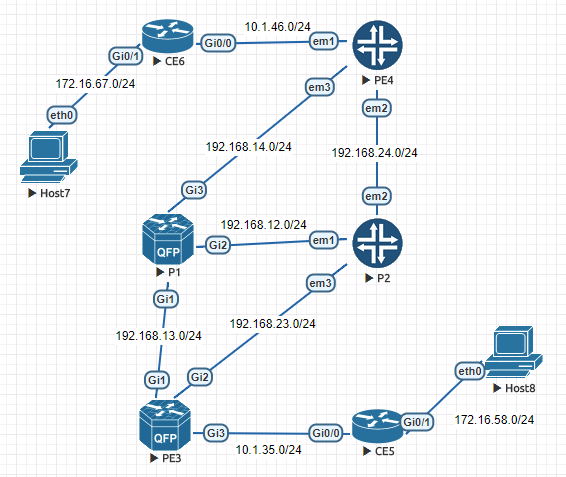 10.1.46.0/24
Gi0/0
em1
Gi0/1
CE6
PE4
172.16.67.0/24
em3
eth0
em2
192.168.14.0/24
192.168.24.0/24
Host7
Gi3
em2
192.168.12.0/24
QFP
Gi2
em1
P1
P2
Gi1
em3
192.168.23.0/24
192.168.13.0/24
eth0
Gi1
Gi2
Host8
Gi0/1
172.16.58.0/24
QFP
Gi3
Gi0/0
PE3
10.1.35.0/24
CE5